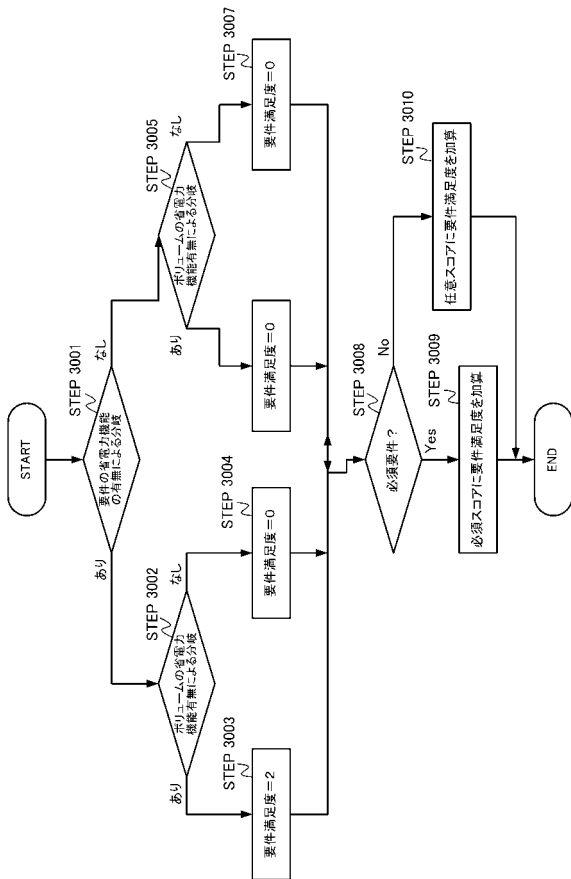 START
STEP 3001
要件の省電力機能
の有無による分岐
あり
なし
STEP 3002
ボリュームの省電力
機能有無による分岐
あり
なし
STEP 3005
ボリュームの省電力
機能有無による分岐
あり
なし
STEP 3003
要件満足度=2
STEP 3004
要件満足度=0
要件満足度=0
STEP 3007
要件満足度=0
STEP 3008
必須要件?
Yes
No
STEP 3009
必須スコアに要件満足度を加算
STEP 3010
任意スコアに要件満足度を加算
END